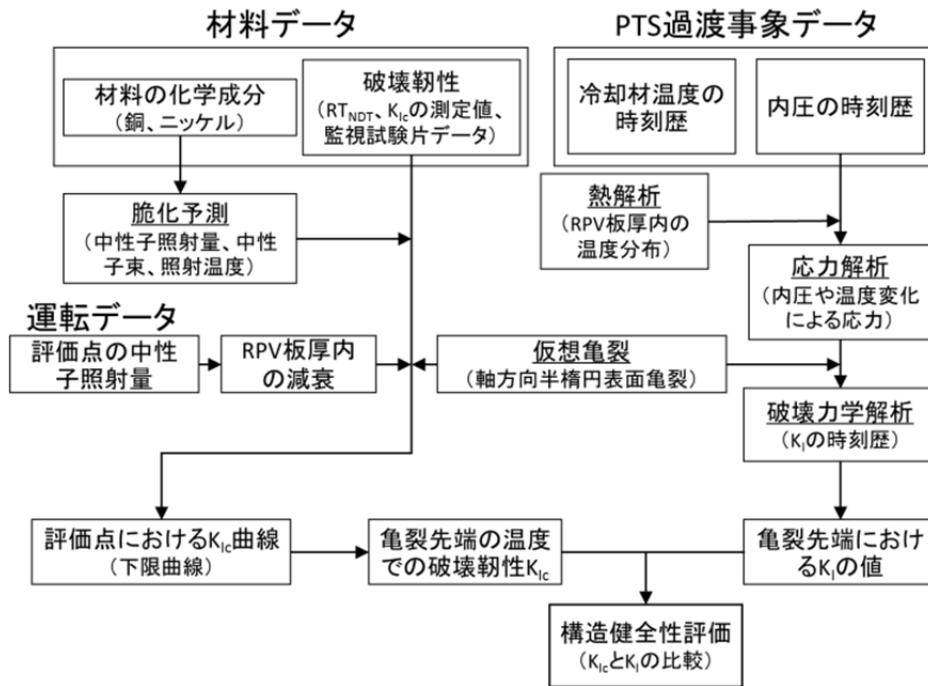 材料データ
材料の化学成分
(銅、ニッケル)
破壊靭性
(RTNDT、KIcの測定値、
監視試験片データ)
脆化予測
(中性子照射量、中性
子束、照射温度)
運転データ
評価点の中性
子照射量
RPV板厚内
の減衰
PTS過渡事象データ
冷却材温度の
時刻歴
内圧の時刻歴
熱解析
(RPV板厚内の
温度分布)
応力解析
(内圧や温度変化
による応力)
仮想亀裂
(軸方向半楕円表面亀裂)
破壊力学解析
(KIの時刻歴)
評価点におけるKIc曲線
(下限曲線)
亀裂先端の温度
での破壊靭性KIc
亀裂先端におけ
るKIの値
構造健全性評価
(KIcとKIの比較)